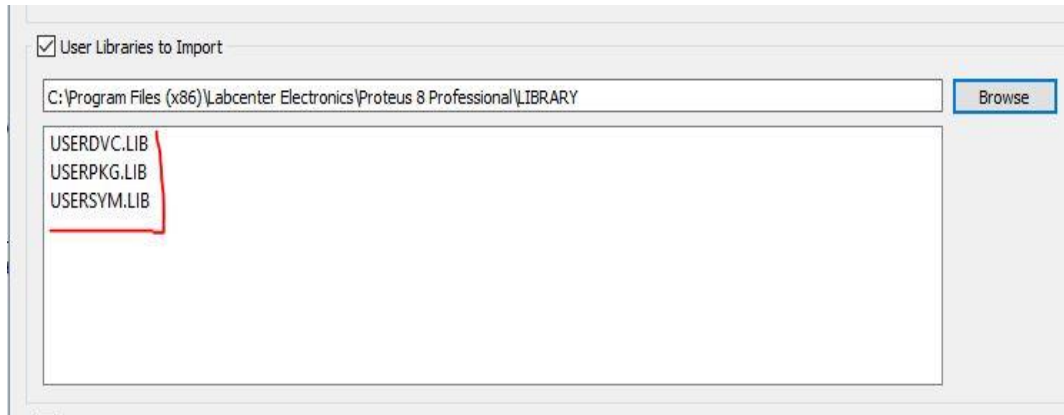 User Libraries to Import
C:\Program Files (x86)\Labcenter Electronics\Proteus 8 Professional\LIBRARY
Browse
USERDVC.LIB
USERPKG.LIB
USERSYM.LIB